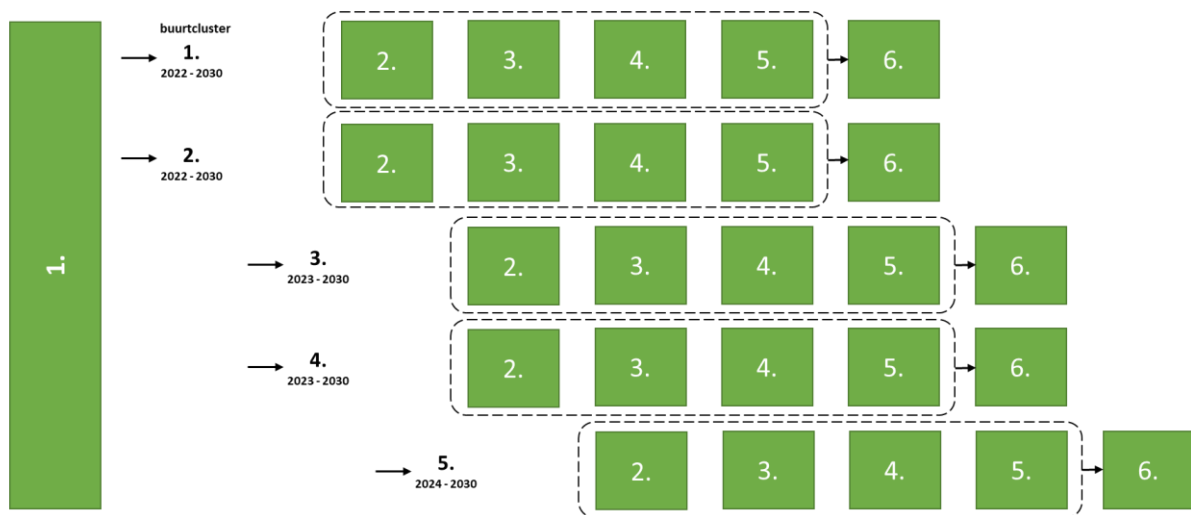 1.
buurtcluster
1.
2022 - 2030
2. 3. 4. 5. 6.
2.
2022 - 2030
2. 3. 4. 5. 6.
3.
2023 - 2030
2. 3. 4. 5. 6.
4.
2023 - 2030
2. 3. 4. 5. 6.
5.
2024 - 2030
2. 3. 4. 5. 6.